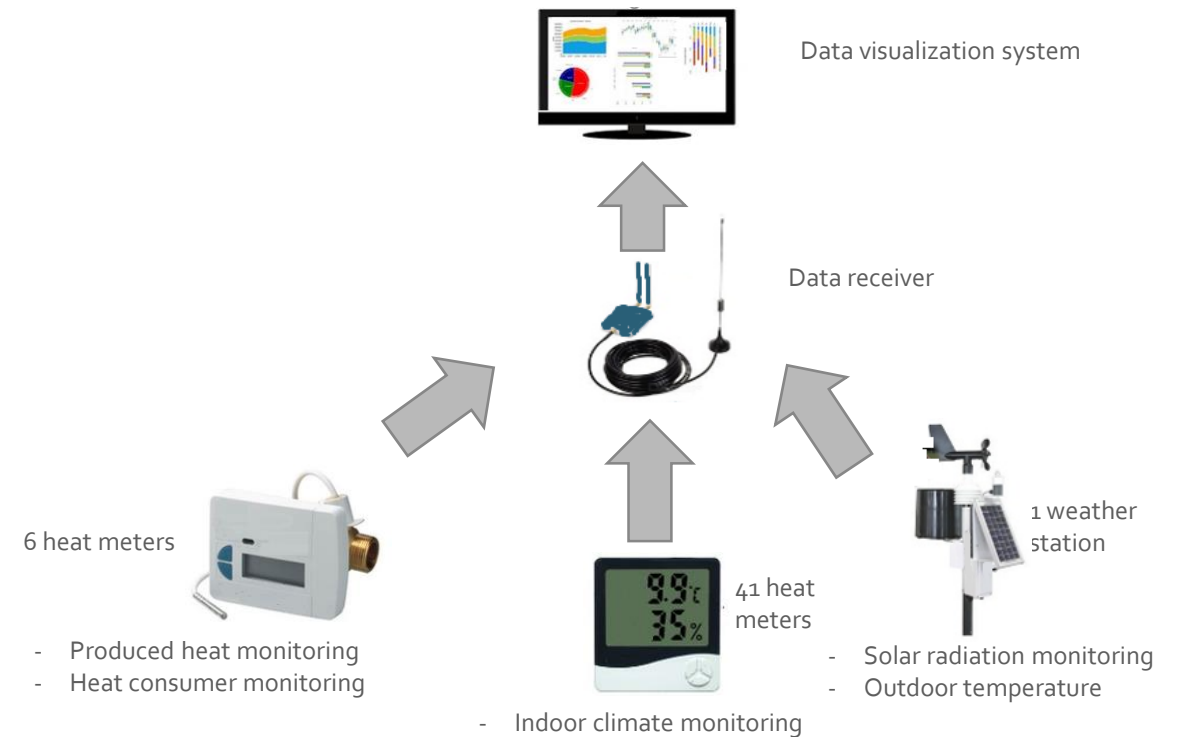 Data visualization system
Data receiver
6 heat meters
- Produced heat monitoring
- Heat consumer monitoring
9.9°C
35%
41 heat
meters
- Indoor climate monitoring
1 weather
station
- Solar radiation monitoring
- Outdoor temperature